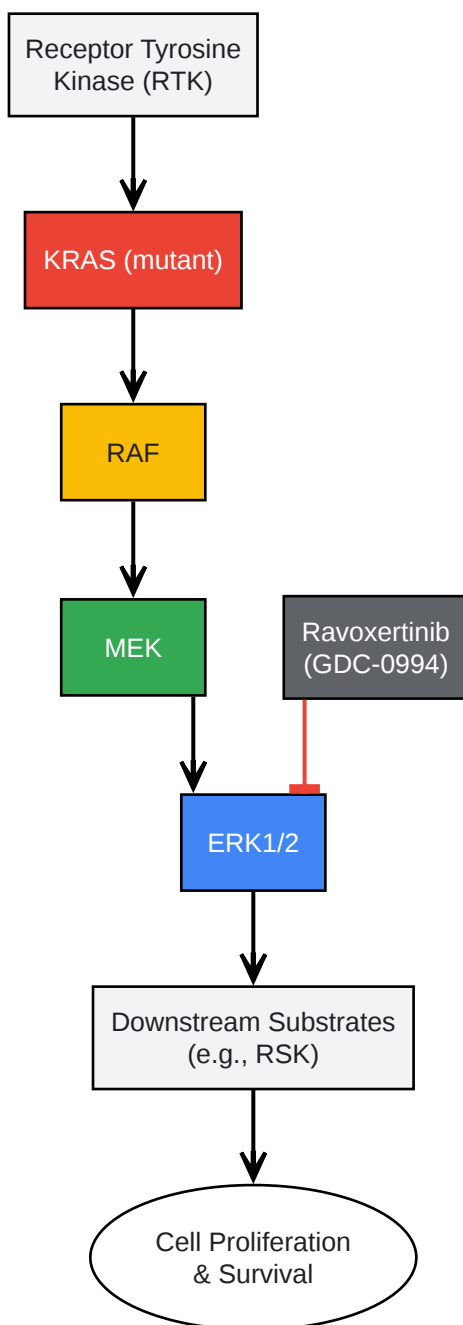 Receptor Tyrosine
Kinase (RTK)
KRAS (mutant)
RAF
MEK
Ravoxertinib
(GDC-0994)
ERK1/2
Downstream Substrates
(e.g., RSK)
Cell Proliferation
& Survival